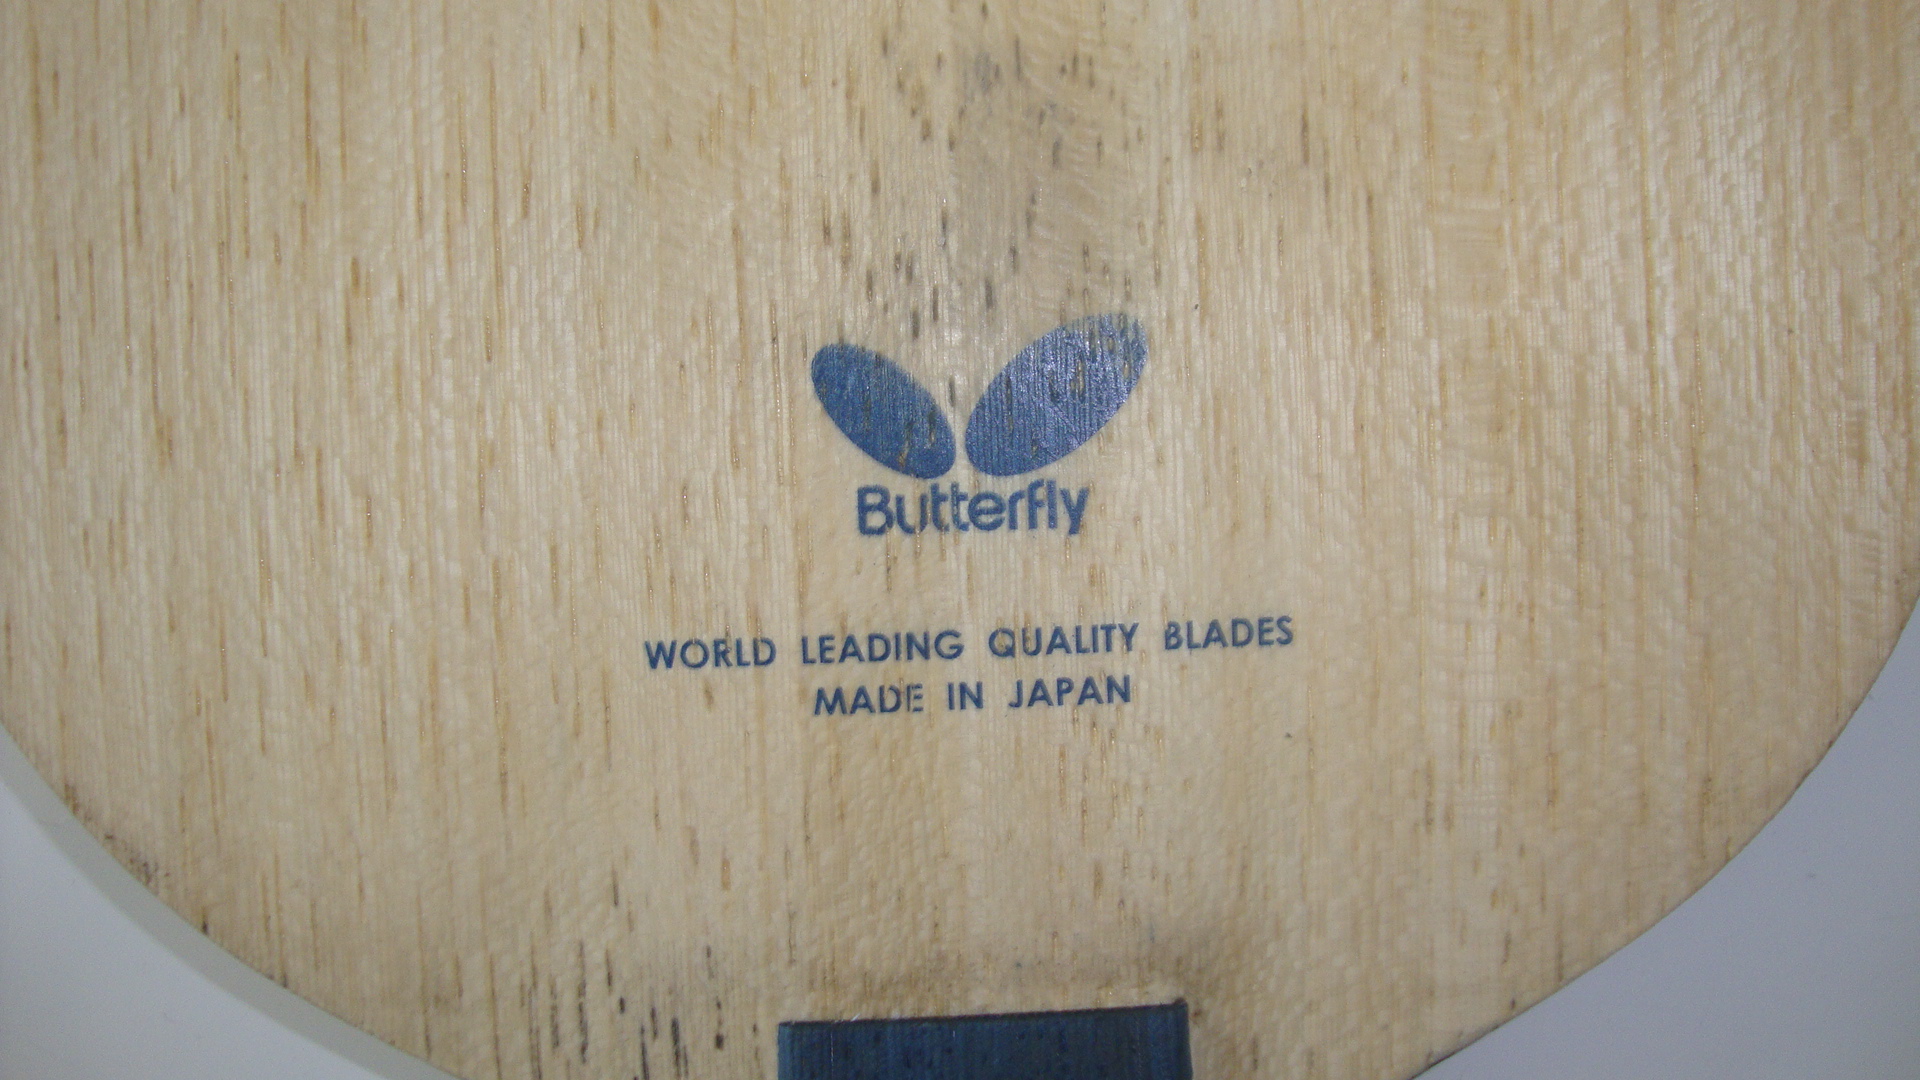 Butterfly
WORLD LEADING QUALITY BLADES
MADE IN JAPAN